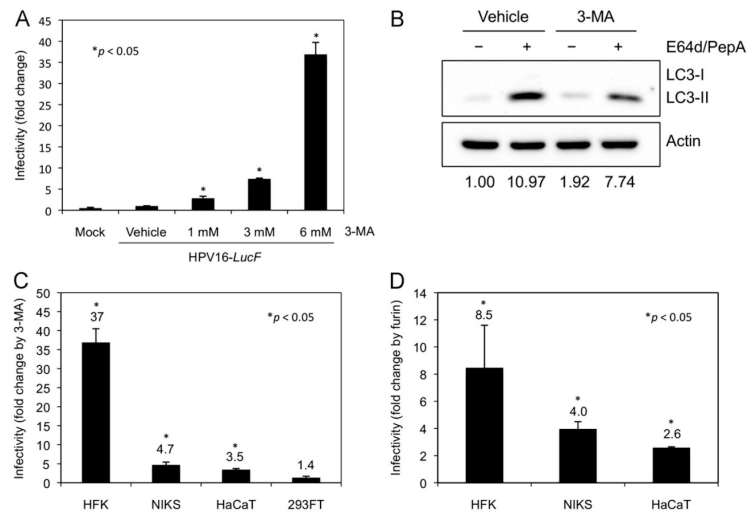 A
Infectivity (fold change)
45
40
35
30
25
20
15
10
5
0
*p < 0.05
*
*
*
Mock
Vehicle
1 mM
3 mM
6 mM
3-MA
HPV16-LucF
B
Vehicle
3-MA
–
+
–
+
E64d/PepA
LC3-I
LC3-II
Actin
1.00
10.97
1.92
7.74
C
Infectivity (fold change by 3-MA)
50
45
40
35
30
25
20
15
10
5
0
*p < 0.05
*
37
*
4.7
*
3.5
1.4
HFK
NIKS
HaCaT
293FT
D
Infectivity (fold change by furin)
14
12
10
8
6
4
2
0
*p < 0.05
*
8.5
*
4.0
*
2.6
HFK
NIKS
HaCaT